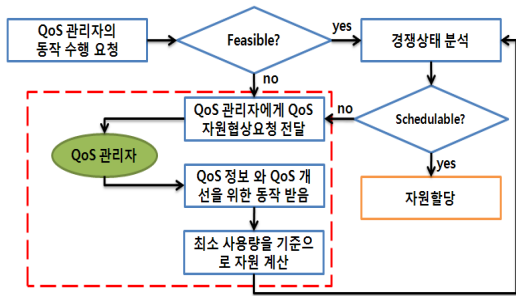 QoS 관리자의
동작 수행 요청
Feasible?
yes
경쟁상태 분석
no
QoS 관리자에게 QoS
자원협상요청 전달
no
Schedulable?
QoS 관리자
yes
QoS 정보 와 QoS 개
선을 위한 동작 받음
자원할당
최소 사용량을 기준으
로 자원 계산